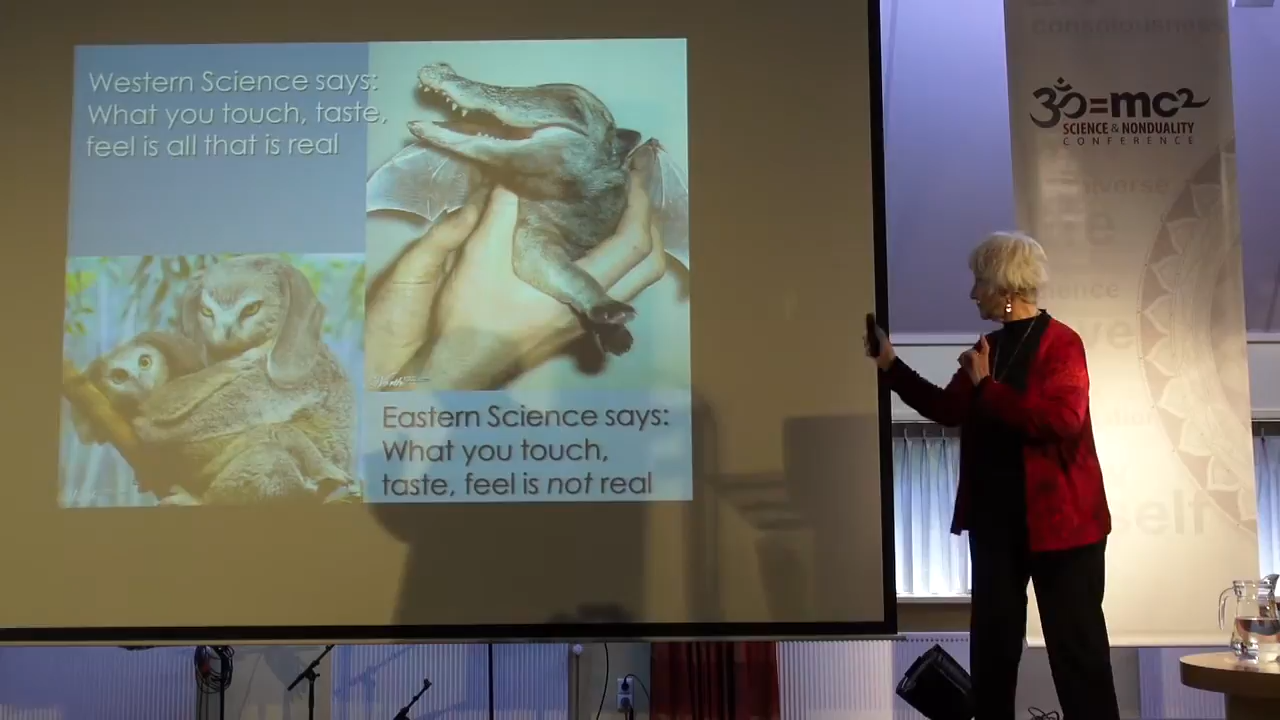 Western Science says:
What you touch, taste,
feel is all that is real
Eastern Science says:
What you touch,
taste, feel is not real
consciousness
ॐ=mc2
SCIENCE & NONDUALITY
CONFERENCE